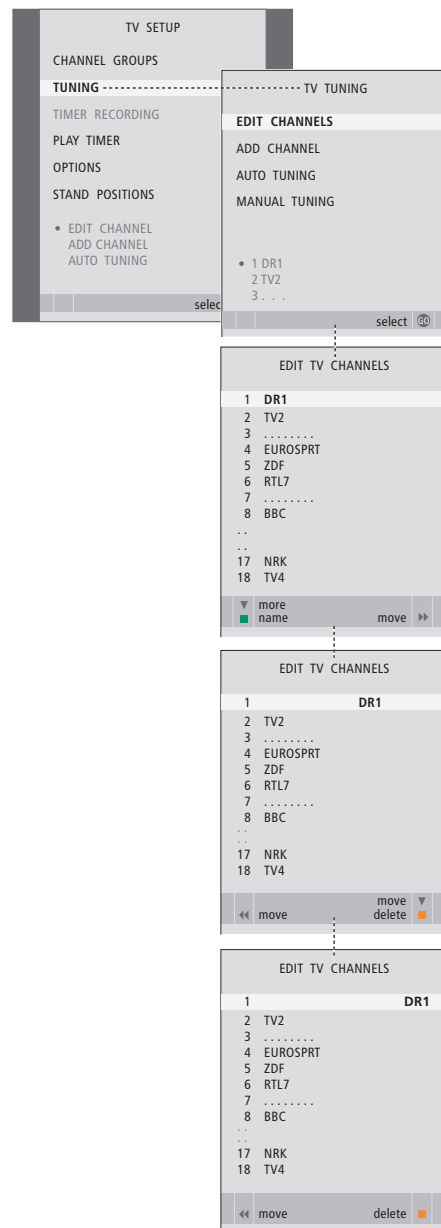 TV SETUP
CHANNEL GROUPS
TUNING
TIMER RECORDING
PLAY TIMER
OPTIONS
STAND POSITIONS
• EDIT CHANNEL
ADD CHANNEL
AUTO TUNING
selec
TV TUNING
EDIT CHANNELS
ADD CHANNEL
AUTO TUNING
MANUAL TUNING
• 1 DR1
2 TV2
3 . . .
select GO
EDIT TV CHANNELS
1 DR1
2 TV2
3 ........
4 EUROSPRT
5 ZDF
6 RTL7
7 ........
8 BBC
. .
. .
17 NRK
18 TV4
▼ more
name move ►►
EDIT TV CHANNELS
1 DR1
2 TV2
3 ........
4 EUROSPRT
5 ZDF
6 RTL7
7 ........
8 BBC
. .
. .
17 NRK
18 TV4
move ▼
◄◄ move delete
EDIT TV CHANNELS
1 DR1
2 TV2
3 ........
4 EUROSPRT
5 ZDF
6 RTL7
7 ........
8 BBC
. .
. .
17 NRK
18 TV4
◄◄ move delete